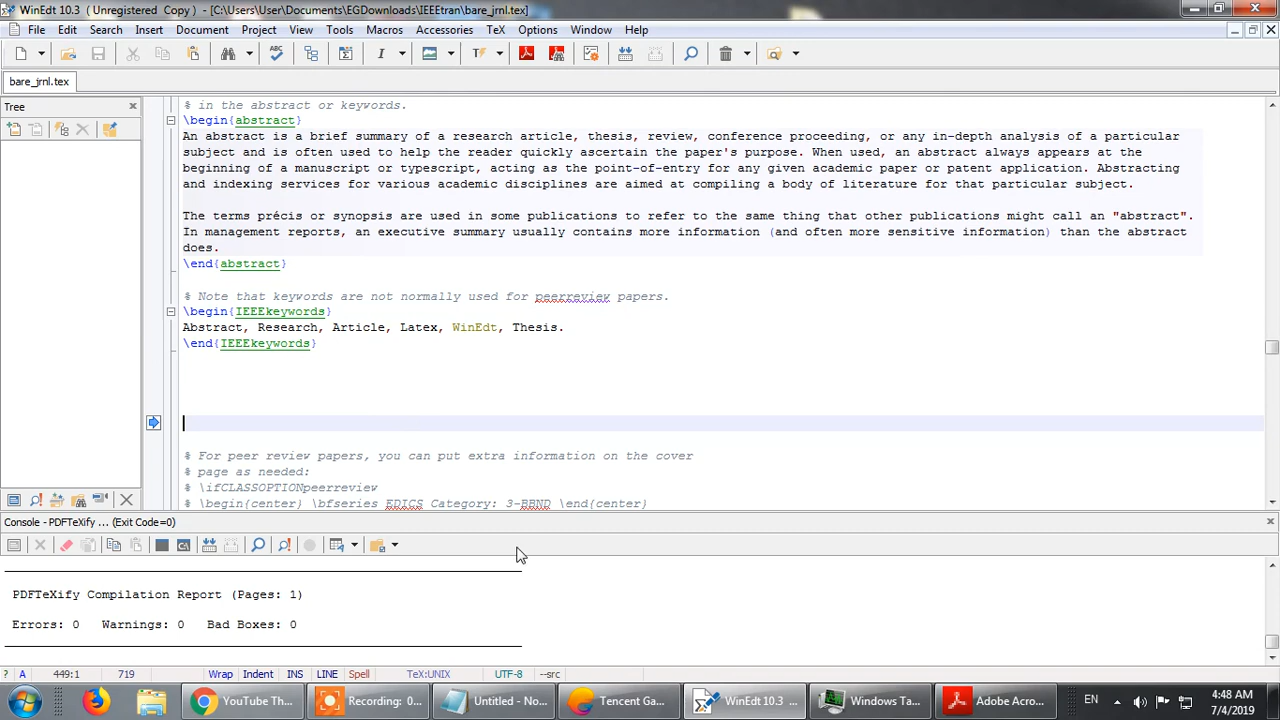 WinEdt 10.3 ( Unregistered Copy ) - [C:\Users\User\Documents\EGDownloads\IEEEtran\bare_jrnl.tex]
File Edit Search Insert Document Project View Tools Macros Accessories TeX Options Window Help
bare_jrnl.tex
Tree
% in the abstract or keywords.
\begin{abstract}
An abstract is a brief summary of a research article, thesis, review, conference proceeding, or any in-depth analysis of a particular
subject and is often used to help the reader quickly ascertain the paper's purpose. When used, an abstract always appears at the
beginning of a manuscript or typescript, acting as the point-of-entry for any given academic paper or patent application. Abstracting
and indexing services for various academic disciplines are aimed at compiling a body of literature for that particular subject.
The terms précis or synopsis are used in some publications to refer to the same thing that other publications might call an "abstract".
In management reports, an executive summary usually contains more information (and often more sensitive information) than the abstract
does.
\end{abstract}
% Note that keywords are not normally used for peerreview papers.
\begin{IEEEkeywords}
Abstract, Research, Article, Latex, WinEdt, Thesis.
\end{IEEEkeywords}
% For peer review papers, you can put extra information on the cover
% page as needed:
% \ifCLASSOPTIONpeerreview
% \begin{center} \bfseries EDICS Category: 3-BBND \end{center}
Console - PDFTeXify ... (Exit Code=0)
PDFTeXify Compilation Report (Pages: 1)
Errors: 0 Warnings: 0 Bad Boxes: 0
? A 449:1 719 Wrap Indent INS LINE Spell TeX:UNIX UTF-8 --src
YouTube Th... Recording: 0... Untitled - No... Tencent Ga... WinEdt 10.3 ... Windows Ta... Adobe Acro... EN 4:48 AM
7/4/2019